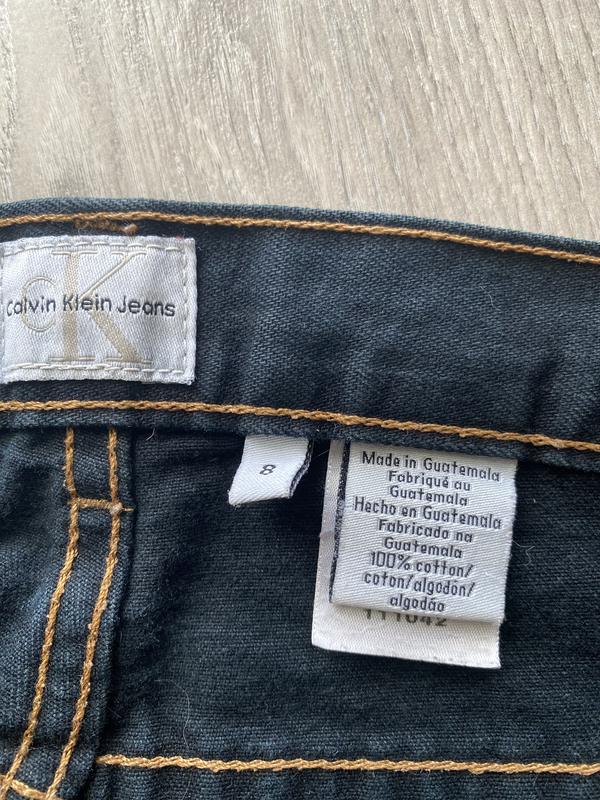 CK
Calvin Klein Jeans
8
Made in Guatemala
Fabriqué au
Guatemala
Hecho en Guatemala
Fabricado na
Guatemala
100% cotton/
coton/algodón/
algodão
111042